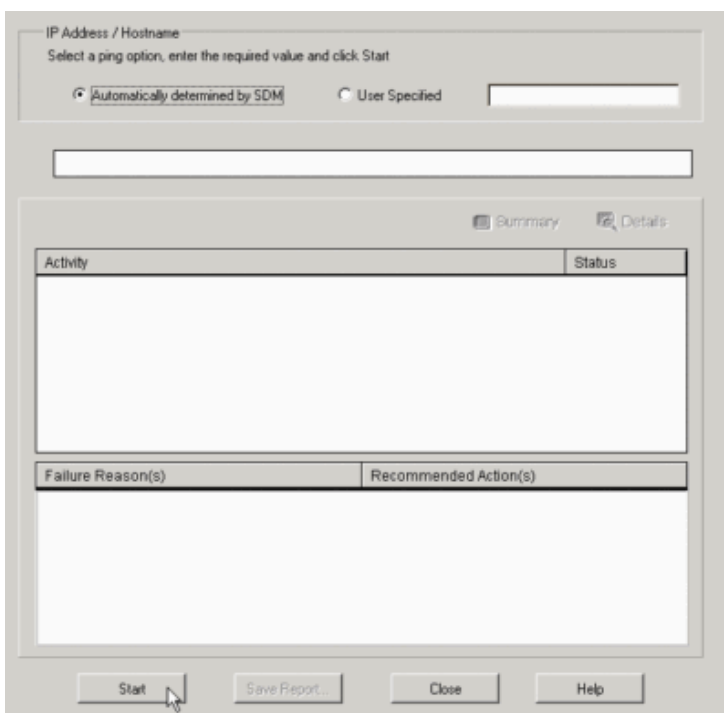 IP Address / Hostname
Select a ping option, enter the required value and click Start
Automatically determined by SDM User Specified
Summary Details
Activity Status
Failure Reason(s) Recommended Action(s)
Start Save Report... Close Help